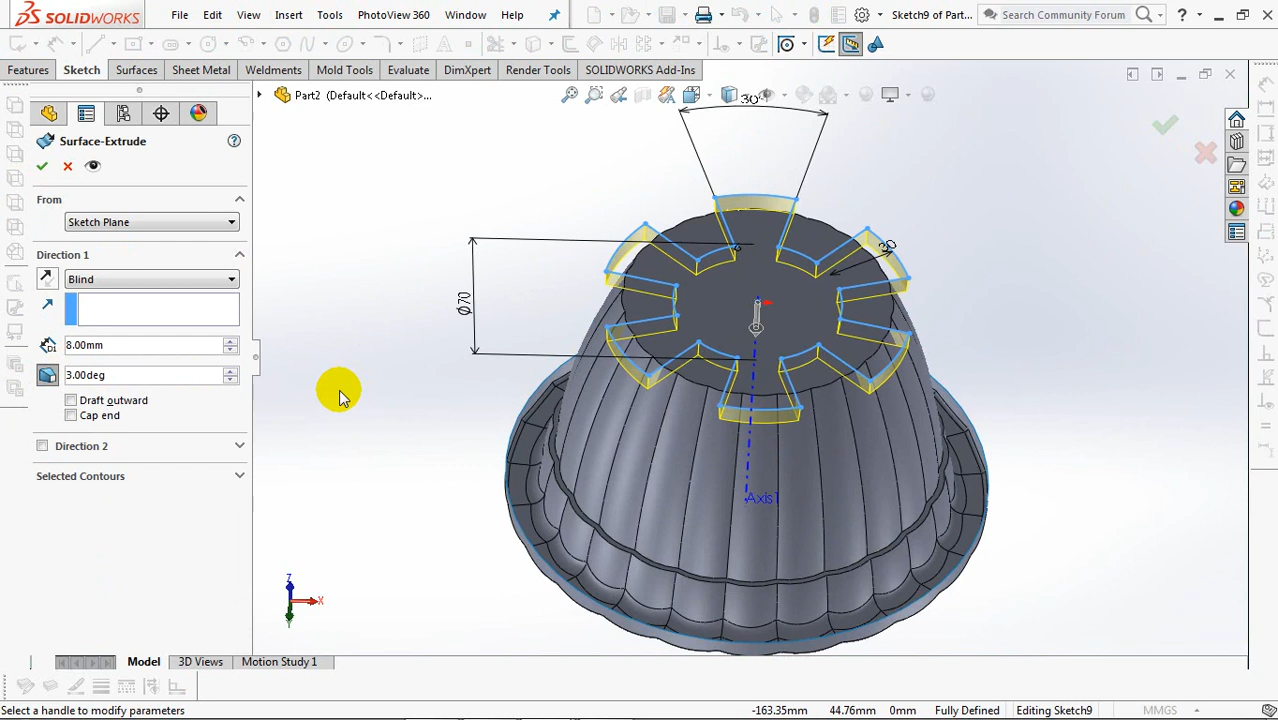 SOLIDWORKS File Edit View Insert Tools PhotoView 360 Window Help Sketch9 of Part... Search Community Forum ?
Features Sketch Surfaces Sheet Metal Weldments Mold Tools Evaluate DimXpert Render Tools SOLIDWORKS Add-Ins
Part2 (Default<<Default>...
Surface-Extrude ?
From
Sketch Plane
Direction 1
Blind
D1
8.00mm
3.00deg
Draft outward
Cap end
Direction 2
Selected Contours
30°
30
Ø70
Axis1
Z
X
Y
Model 3D Views Motion Study 1
Select a handle to modify parameters -163.35mm 44.76mm 0mm Fully Defined Editing Sketch9 MMGS